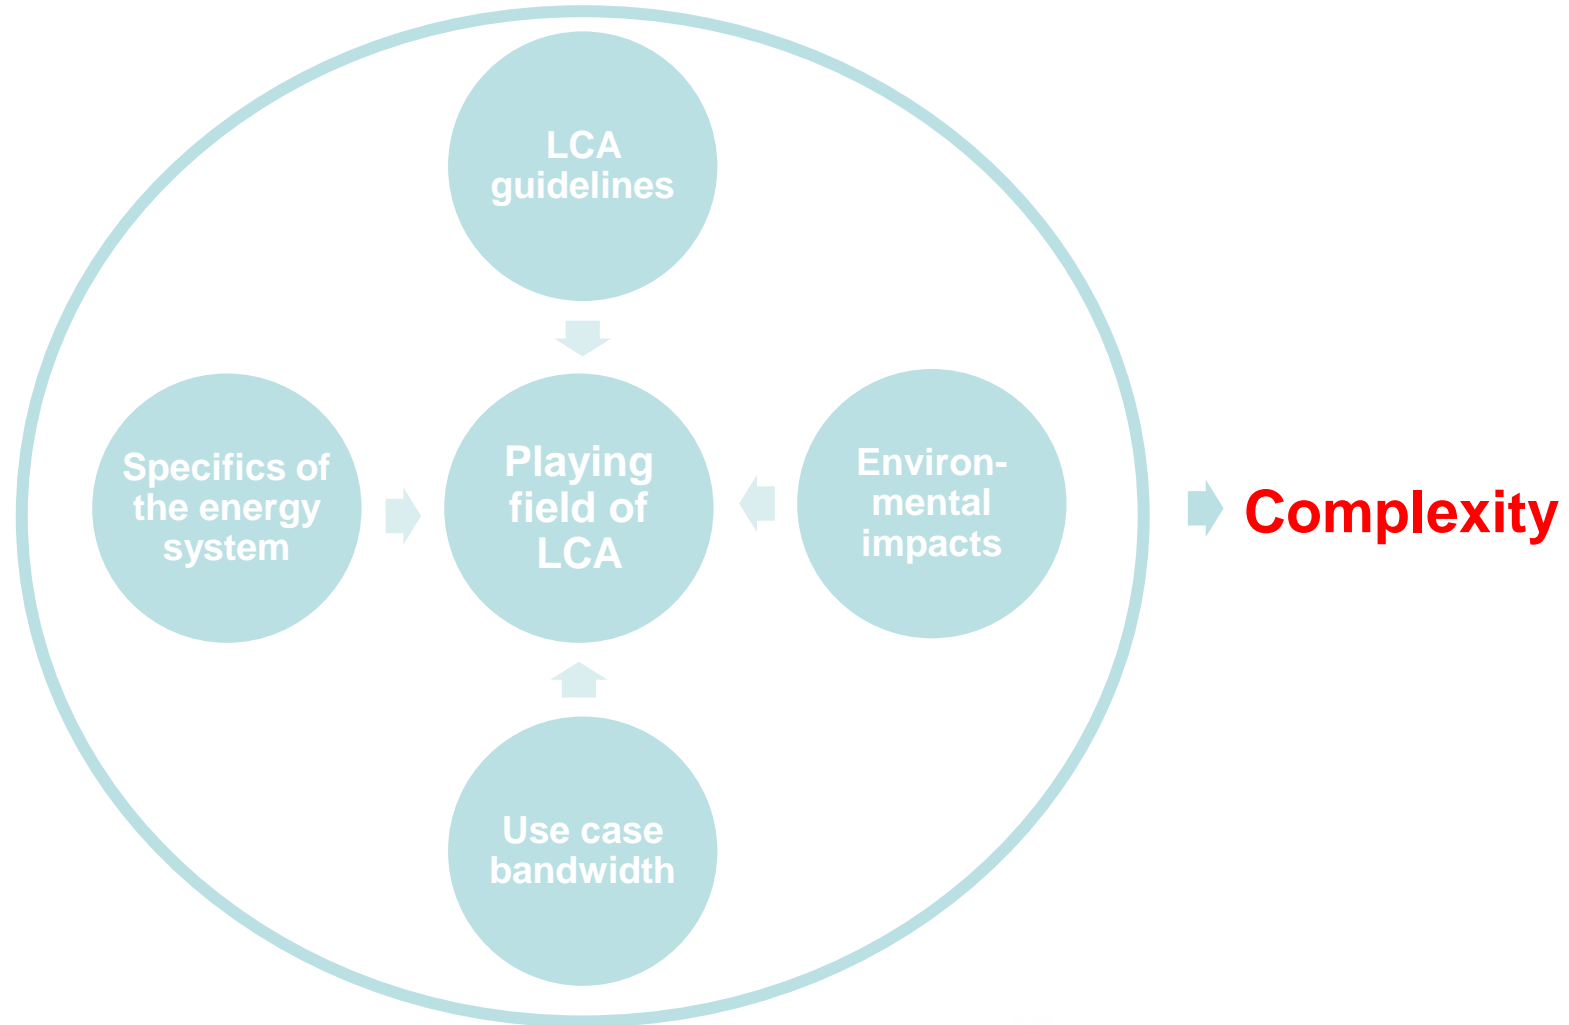 LCA
guidelines
Specifics of
the energy
system
Playing
field of
LCA
Environ-
mental
impacts
Complexity
Use case
bandwidth